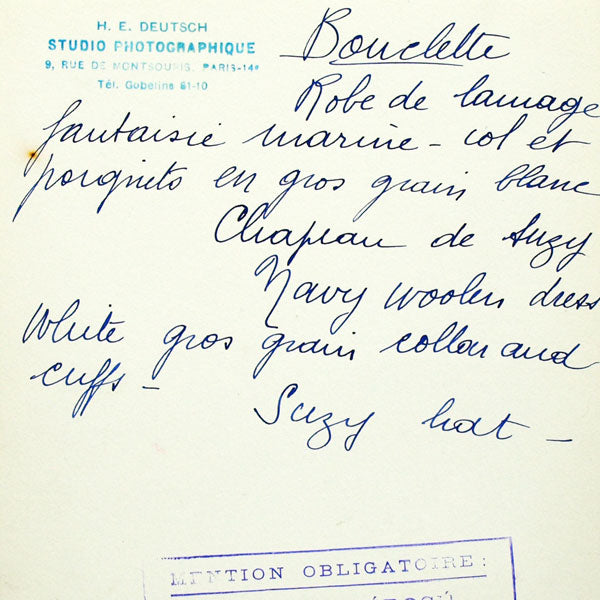 H. E. DEUTSCH
STUDIO PHOTOGRAPHIQUE
9, RUE DE MONTSOURIS, PARIS-14e
Tél. Gobelins 61-10
Bouclette
Robe de lainage
fantaisie marine - col et
poignets en gros grain blanc
Chapeau de Suzy
Navy woolen dress
White gros grain collar and
cuffs -
Suzy hat -
MENTION OBLIGATOIRE :